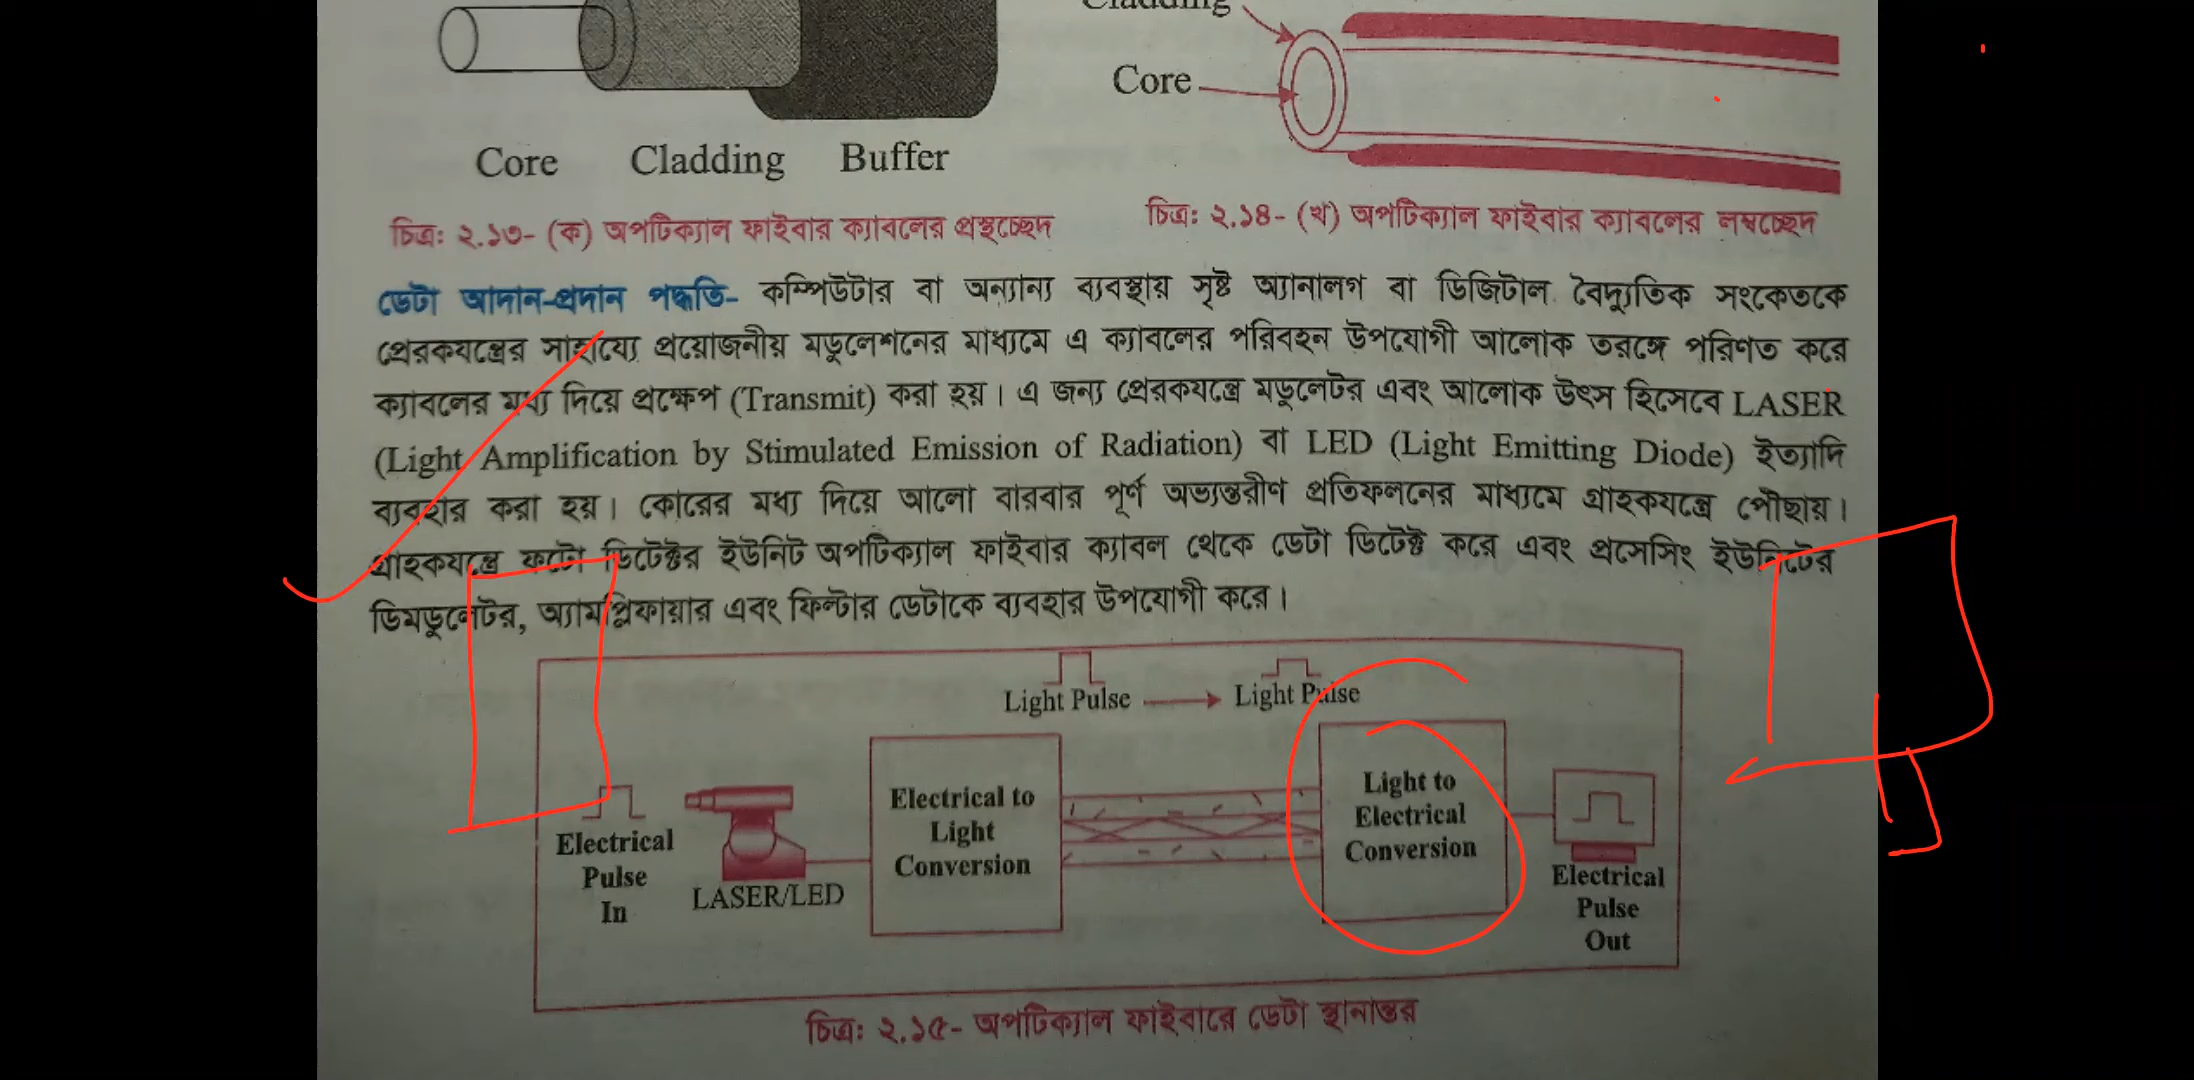 Cladding
Core
Core Cladding Buffer
চিত্র: ২.১৩- (ক) অপটিক্যাল ফাইবার ক্যাবলের প্রস্থচ্ছেদ
চিত্র: ২.১৪- (খ) অপটিক্যাল ফাইবার ক্যাবলের লম্বচ্ছেদ
ডেটা আদান-প্রদান পদ্ধতি- কম্পিউটার বা অন্যান্য ব্যবস্থায় সৃষ্ট অ্যানালগ বা ডিজিটাল বৈদ্যুতিক সংকেতকে
প্রেরকযন্ত্রের সাহায্যে প্রয়োজনীয় মডুলেশনের মাধ্যমে এ ক্যাবলের পরিবহন উপযোগী আলোক তরঙ্গে পরিণত করে
ক্যাবলের মধ্য দিয়ে প্রক্ষেপ (Transmit) করা হয়। এ জন্য প্রেরকযন্ত্রে মডুলেটর এবং আলোক উৎস হিসেবে LASER
(Light Amplification by Stimulated Emission of Radiation) বা LED (Light Emitting Diode) ইত্যাদি
ব্যবহার করা হয়। কোরের মধ্য দিয়ে আলো বারবার পূর্ণ অভ্যন্তরীণ প্রতিফলনের মাধ্যমে গ্রাহকযন্ত্রে পৌছায়।
গ্রাহকযন্ত্রে ফটো ডিটেক্টর ইউনিট অপটিক্যাল ফাইবার ক্যাবল থেকে ডেটা ডিটেক্ট করে এবং প্রসেসিং ইউনিটের
ডিমডুলেটর, অ্যামপ্লিফায়ার এবং ফিল্টার ডেটাকে ব্যবহার উপযোগী করে।
Light Pulse Light Pulse
Electrical
Pulse
In
LASER/LED
Electrical to
Light
Conversion
Light to
Electrical
Conversion
Electrical
Pulse
Out
চিত্র: ২.১৫- অপটিক্যাল ফাইবারে ডেটা স্থানান্তর